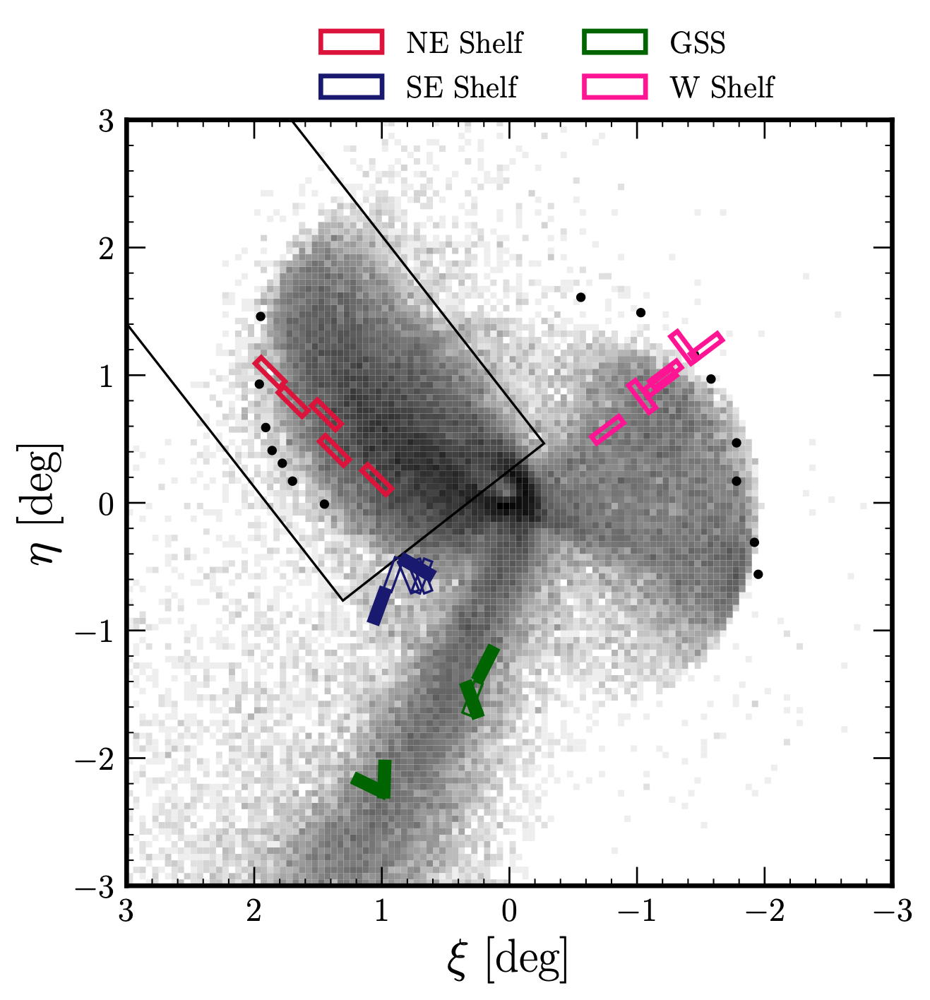 NE Shelf GSS
SE Shelf W Shelf
3
2
1
0
−1
−2
−3
η [deg]
3 2 1 0 −1 −2 −3
ξ [deg]